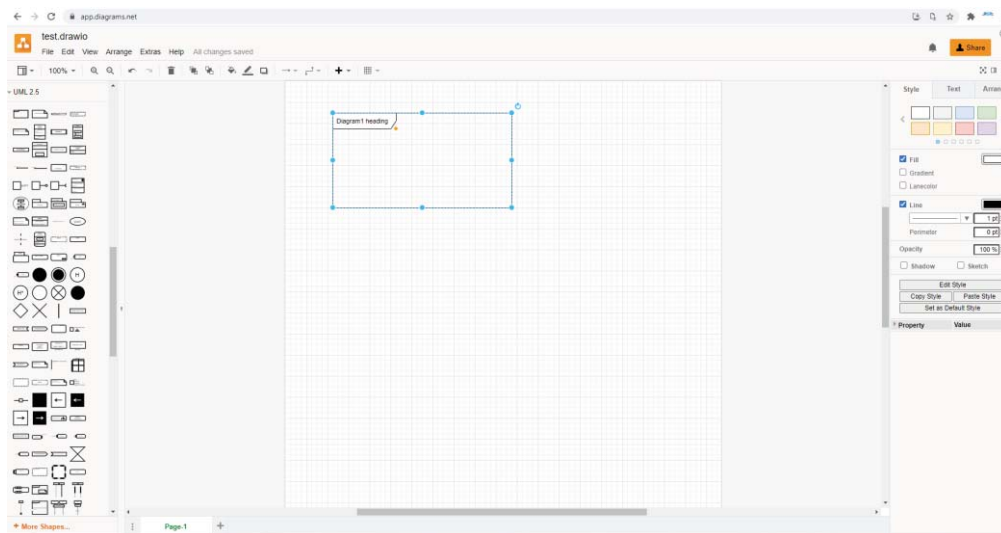 app.diagrams.net
test.drawio
File Edit View Arrange Extras Help All changes saved
Share
100%
UML 2.5
Diagram1 heading
H
H*
More Shapes...
Page-1
Style Text Arran
Fill
Gradient
Lanecolor
Line
1 pt
Perimeter 0 pt
Opacity 100 %
Shadow Sketch
Edit Style
Copy Style Paste Style
Set as Default Style
Property Value